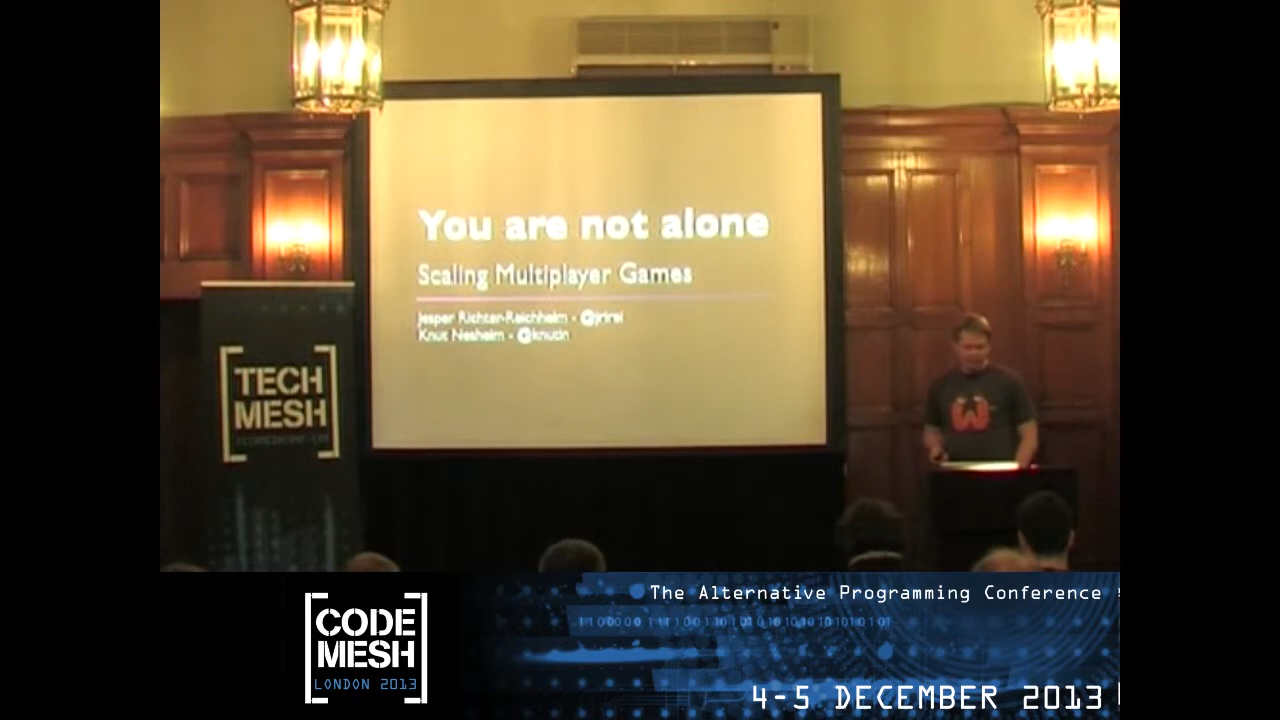 You are not alone
Scaling Multiplayer Games
Jesper Richter-Reichhelm - @jrirei
Knut Nesheim - @knutin
TECH
MESH
W
CODE
MESH
LONDON 2013
The Alternative Programming Conference
4-5 DECEMBER 2013